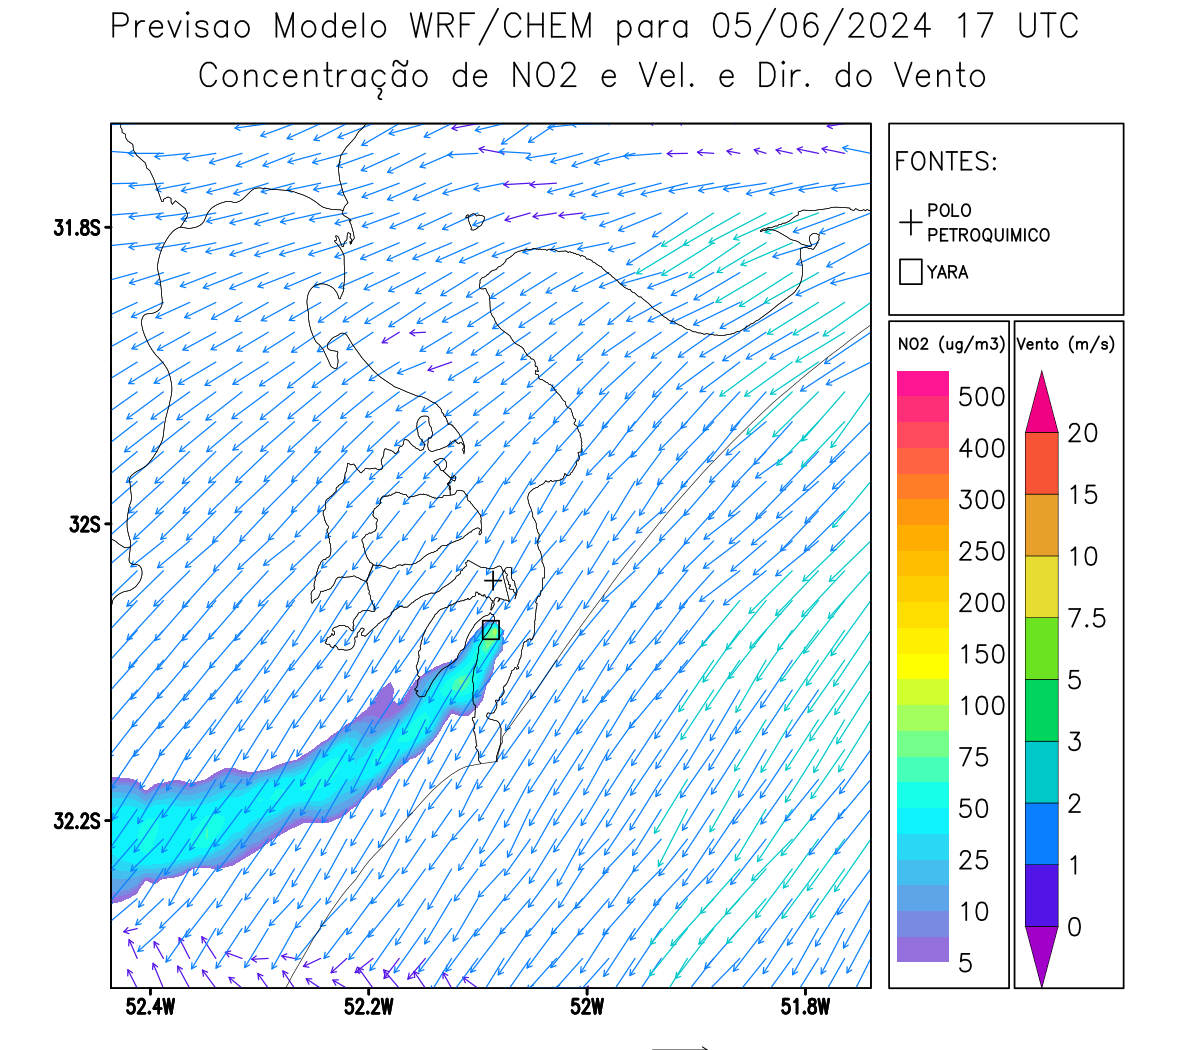 Previsao Modelo WRF/CHEM para 05/06/2024 17 UTC
Concentração de NO2 e Vel. e Dir. do Vento
FONTES:
POLO
PETROQUIMICO
YARA
31.8S
32S
32.2S
52.4W
52.2W
52W
51.8W
NO2 (ug/m3)
500
400
300
250
200
150
100
75
50
25
10
5
Vento (m/s)
20
15
10
7.5
5
3
2
1
0